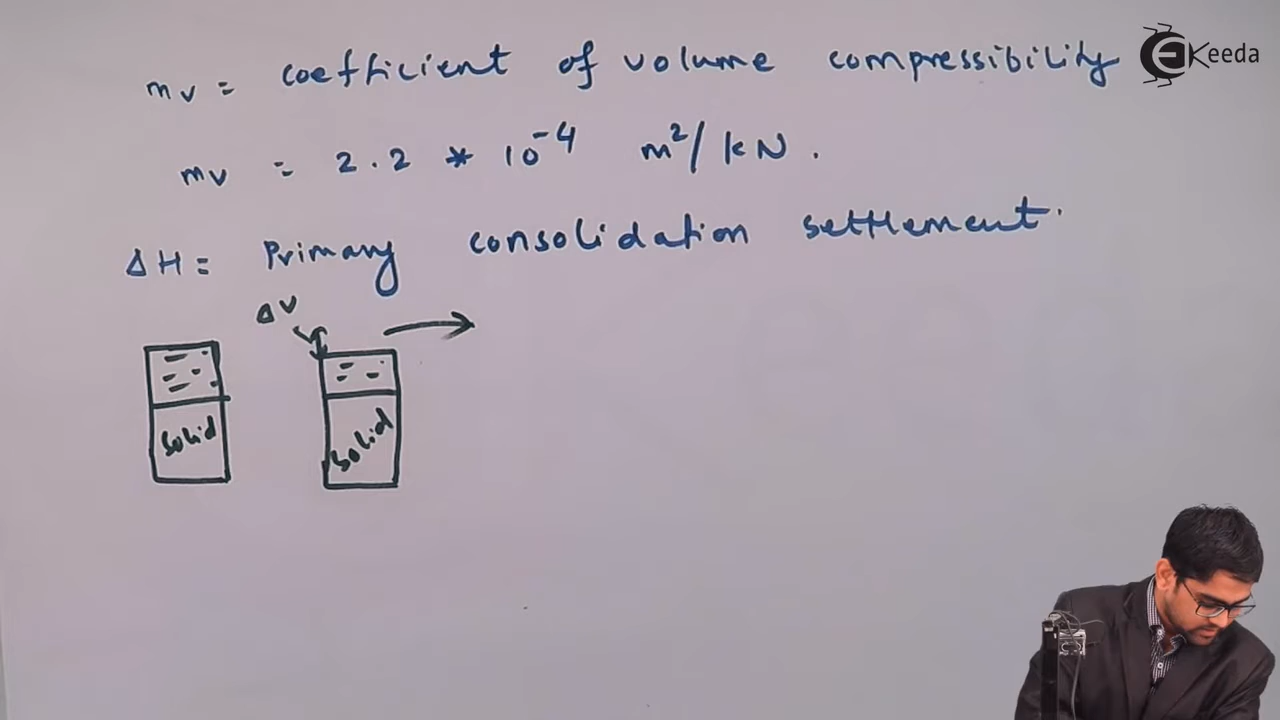 mv = coefficient of volume compressibility
EKeeda
mv = 2.2 * 10^-4 m²/kN.
ΔH = Primary consolidation settlement.
ΔV
solid
solid